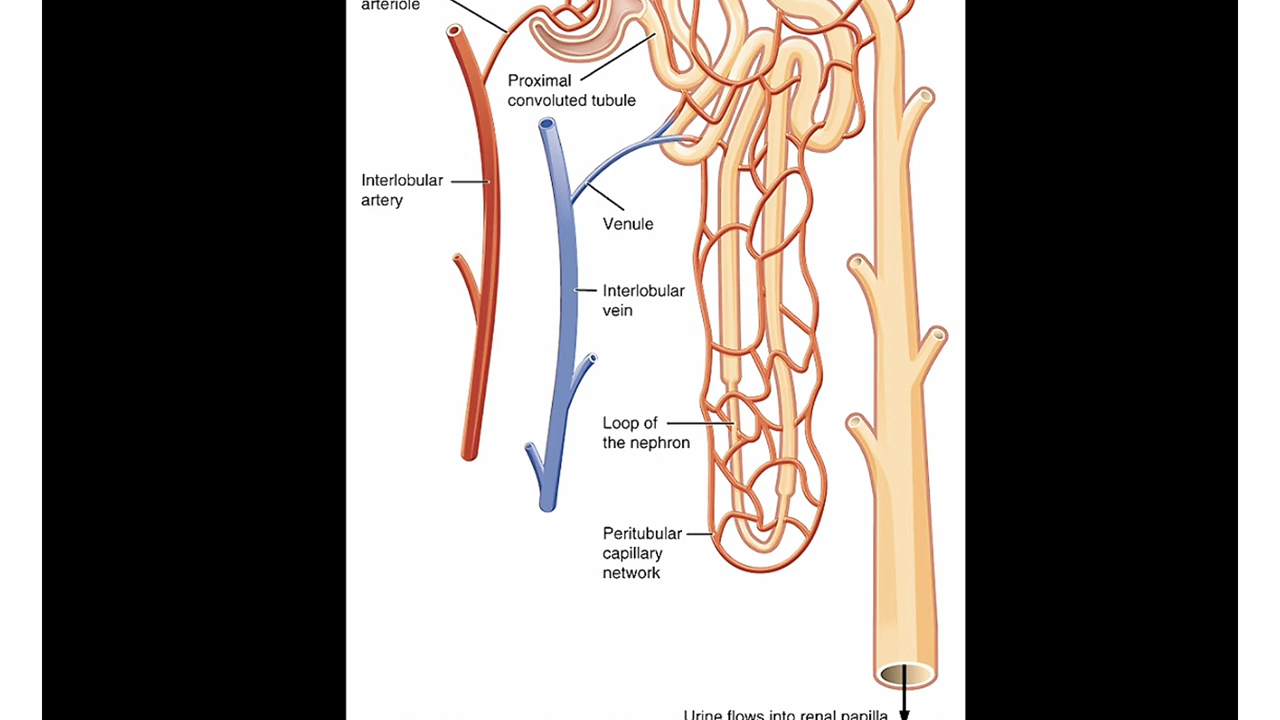 arteriole
Proximal
convoluted tubule
Interlobular
artery
Venule
Interlobular
vein
Loop of
the nephron
Peritubular
capillary
network
Urine flows into renal papilla